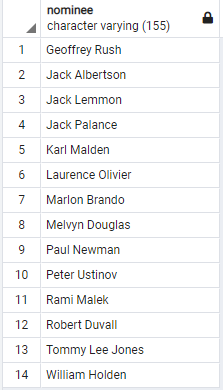 nominee
character varying (155)
1 Geoffrey Rush
2 Jack Albertson
3 Jack Lemmon
4 Jack Palance
5 Karl Malden
6 Laurence Olivier
7 Marlon Brando
8 Melvyn Douglas
9 Paul Newman
10 Peter Ustinov
11 Rami Malek
12 Robert Duvall
13 Tommy Lee Jones
14 William Holden